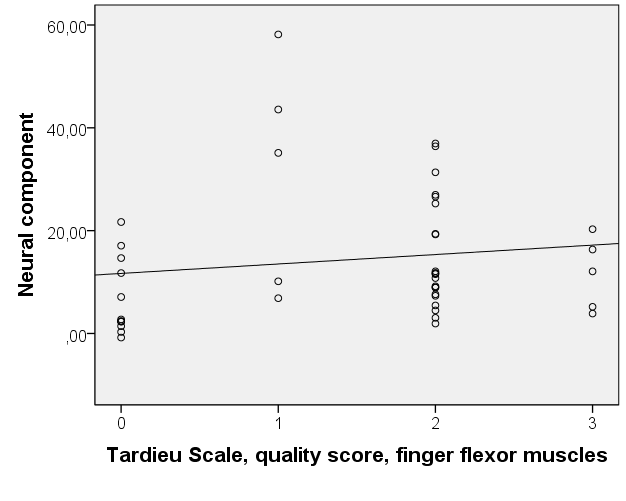 60,00
40,00
20,00
,00
Neural component
0 1 2 3
Tardieu Scale, quality score, finger flexor muscles